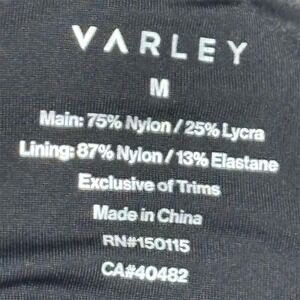 VARLEY
M
Main: 75% Nylon / 25% Lycra
Lining: 87% Nylon / 13% Elastane
Exclusive of Trims
Made in China
RN#150115
CA#40482